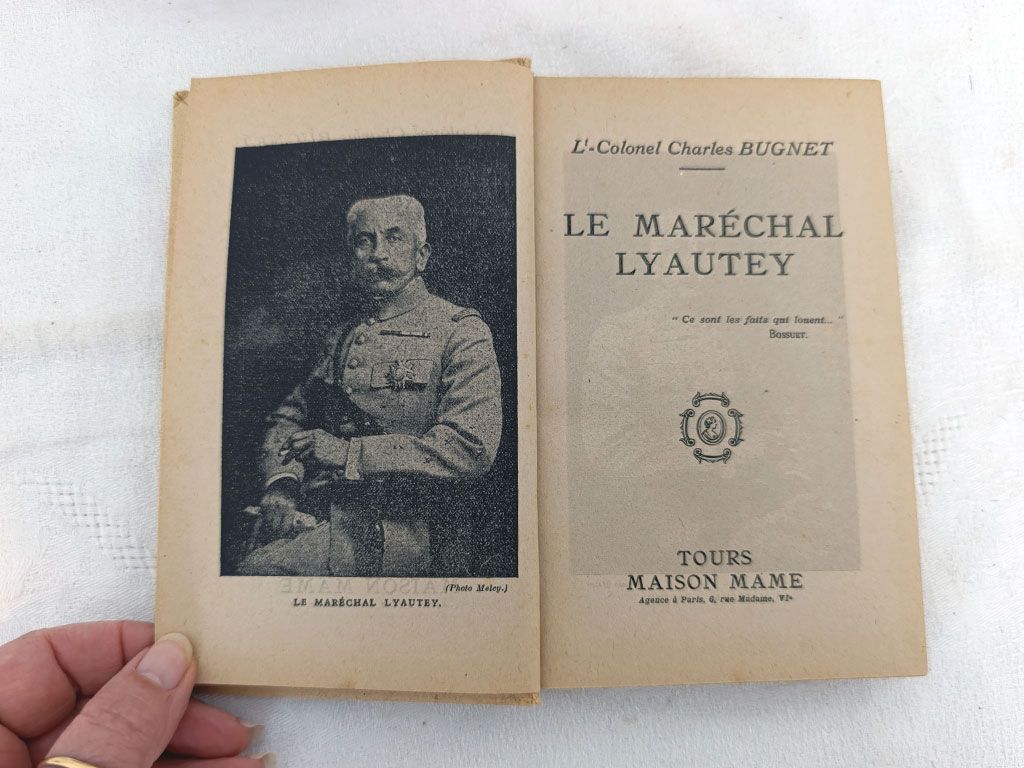 (Photo Melcy.)
LE MARÉCHAL LYAUTEY.
Lᵗ-Colonel Charles BUGNET
LE MARÉCHAL
LYAUTEY
" Ce sont les faits qui louent... "
BOSSUET.
TOURS
MAISON MAME
Agence à Paris, 6, rue Madame, VIᵉ